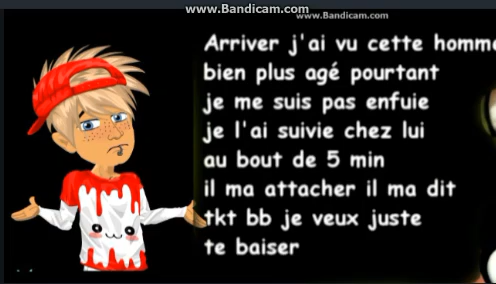 www.Bandicam.com
www.Bandicam.com
Arriver j'ai vu cette homme
bien plus agé pourtant
je me suis pas enfuie
je l'ai suivie chez lui
au bout de 5 min
il ma attacher il ma dit
tkt bb je veux juste
te baiser